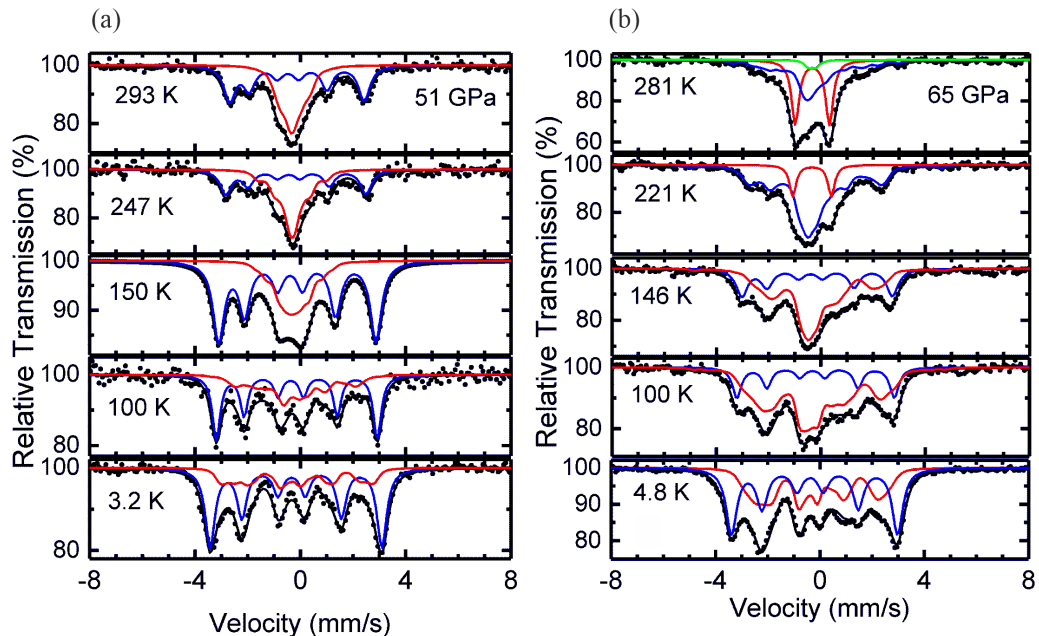 (a)
(b)
Relative Transmission (%)
100
80
293 K
51 GPa
100
80
247 K
100
90
150 K
100
80
100 K
100
80
3.2 K
-8 -4 0 4 8
Velocity (mm/s)
Relative Transmission (%)
100
80
60
281 K
65 GPa
100
80
221 K
100
80
146 K
100
80
100 K
100
90
80
4.8 K
-8 -4 0 4 8
Velocity (mm/s)